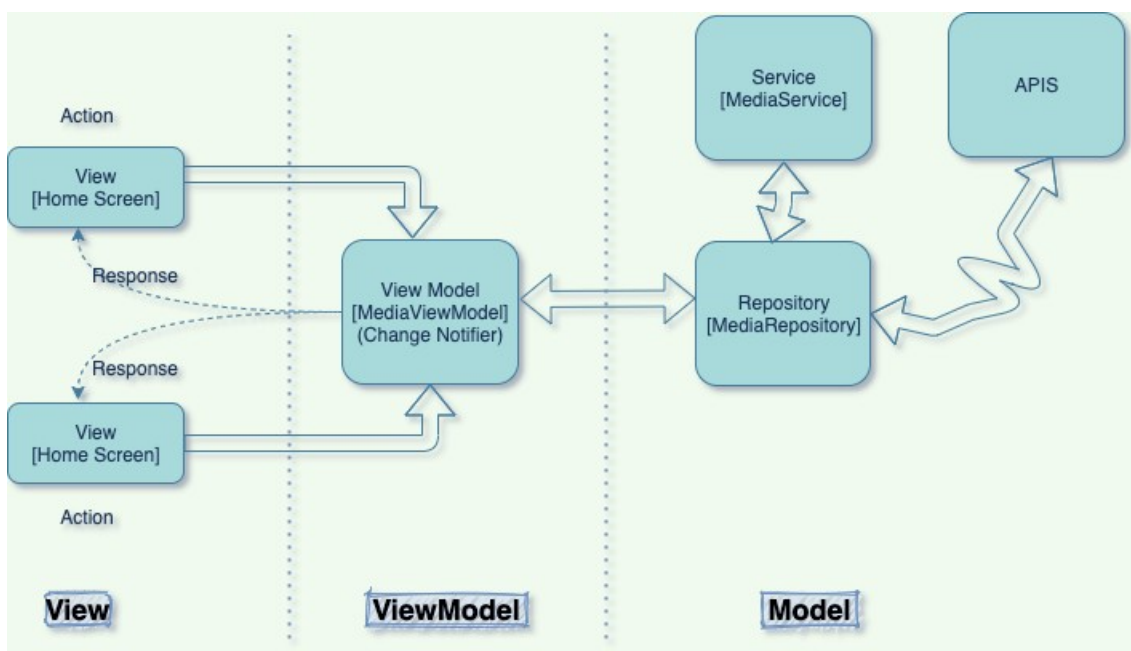 Service
[MediaService]
APIS
Action
View
[Home Screen]
Response
View Model
[MediaViewModel]
(Change Notifier)
Repository
[MediaRepository]
Response
View
[Home Screen]
Action
View
ViewModel
Model